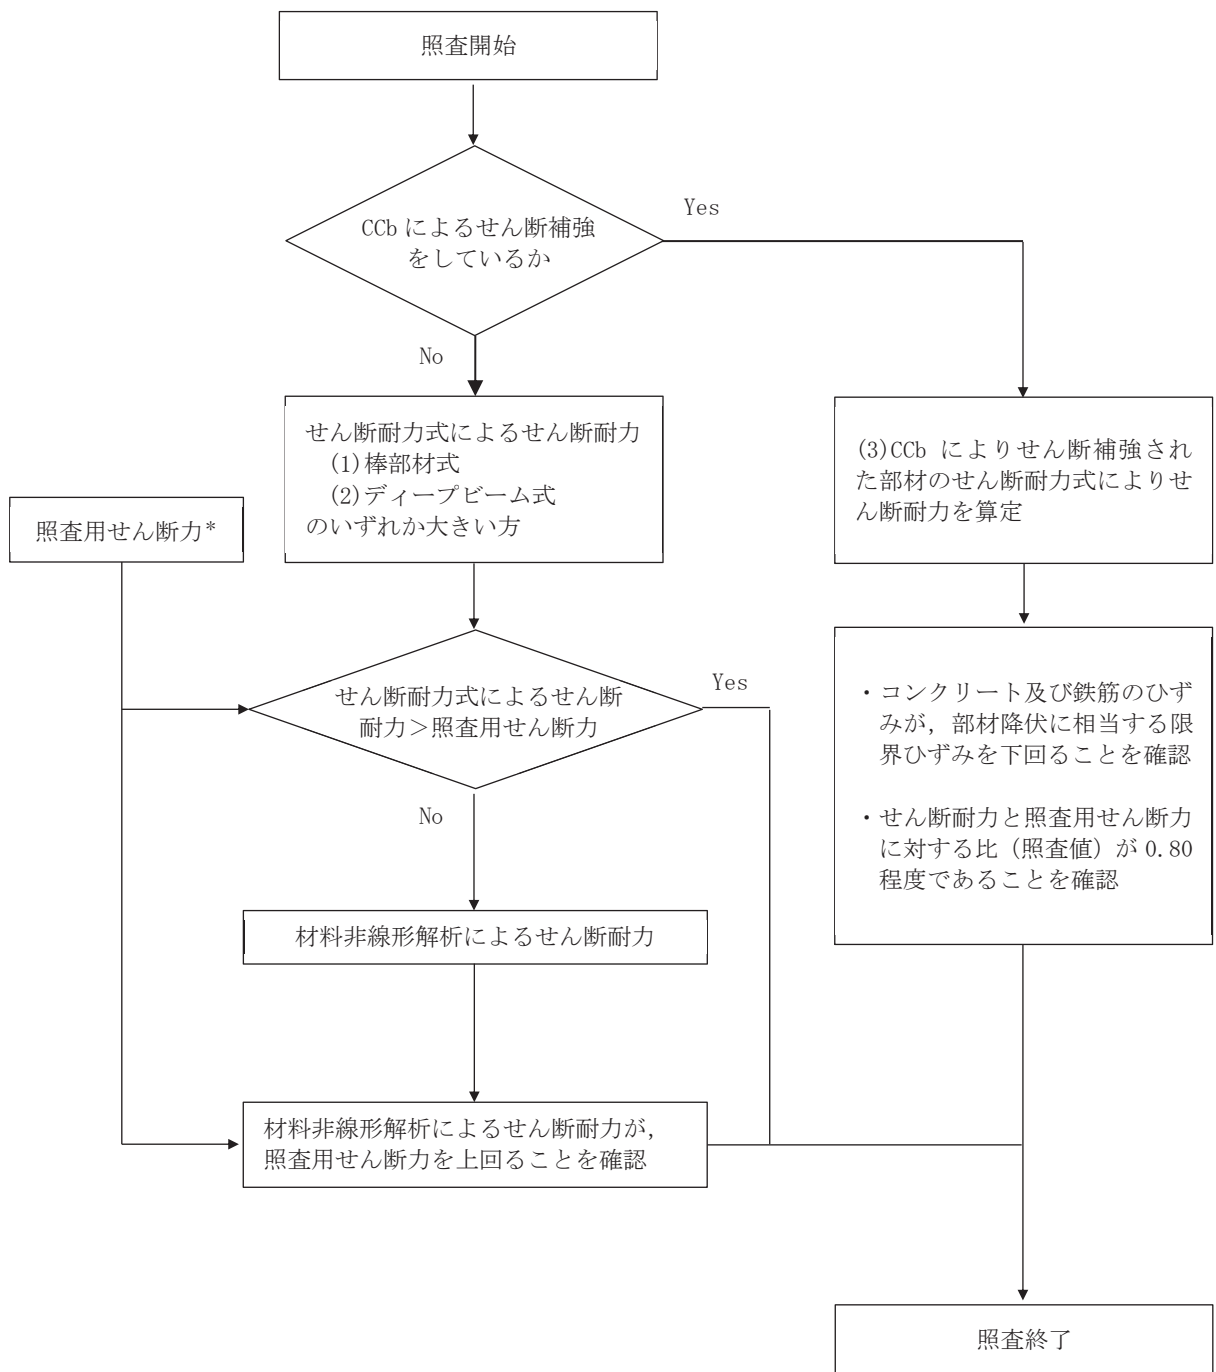 照査開始
CCb によるせん断補強
をしているか
Yes
No
せん断耐力式によるせん断耐力
(1)棒部材式
(2)ディープビーム式
のいずれか大きい方
(3)CCb によりせん断補強され
た部材のせん断耐力式によりせ
ん断耐力を算定
照査用せん断力*
せん断耐力式によるせん断
耐力＞照査用せん断力
Yes
No
・コンクリート及び鉄筋のひず
みが，部材降伏に相当する限
界ひずみを下回ることを確認
・せん断耐力と照査用せん断力
に対する比（照査値）が 0.80
程度であることを確認
材料非線形解析によるせん断耐力
材料非線形解析によるせん断耐力が，
照査用せん断力を上回ることを確認
照査終了